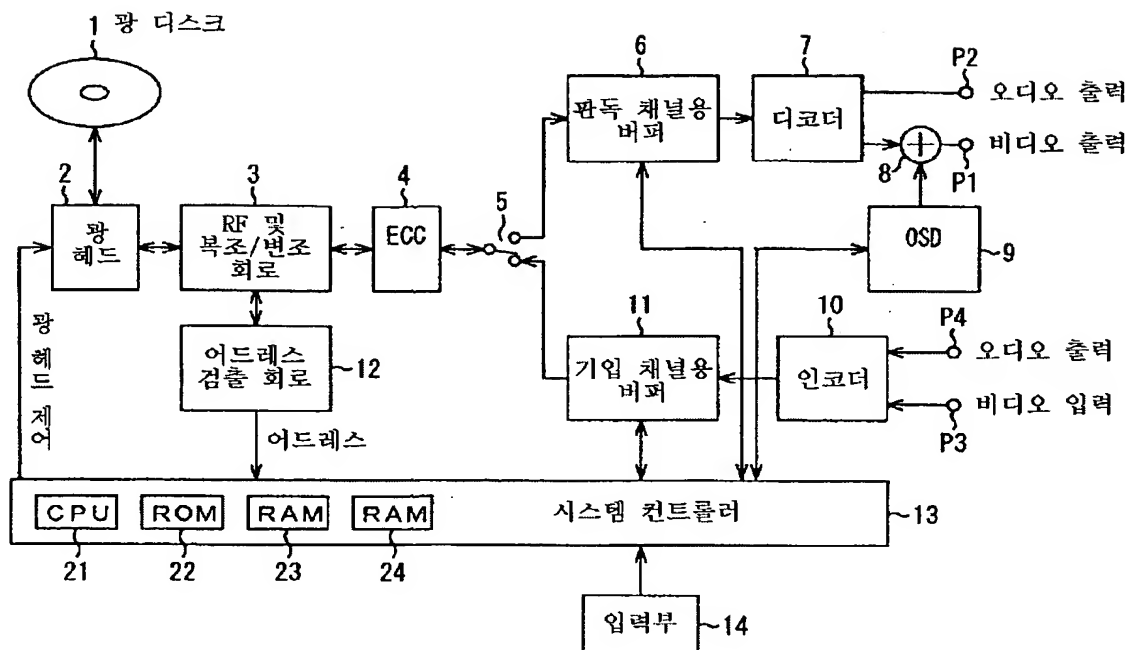 1 광 디스크
6
7
P2
오디오 출력
판독 채널용
버퍼
디코더
8
비디오 출력
P1
2
3
4
5
광
헤드
RF 및
복조/변조
회로
ECC
OSD
9
11
10
P4
어드레스
검출 회로
12
기입 채널용
버퍼
인코더
오디오 출력
비디오 입력
P3
광 헤드 제어
어드레스
CPU
ROM
RAM
RAM
시스템 컨트롤러
13
21
22
23
24
입력부
14